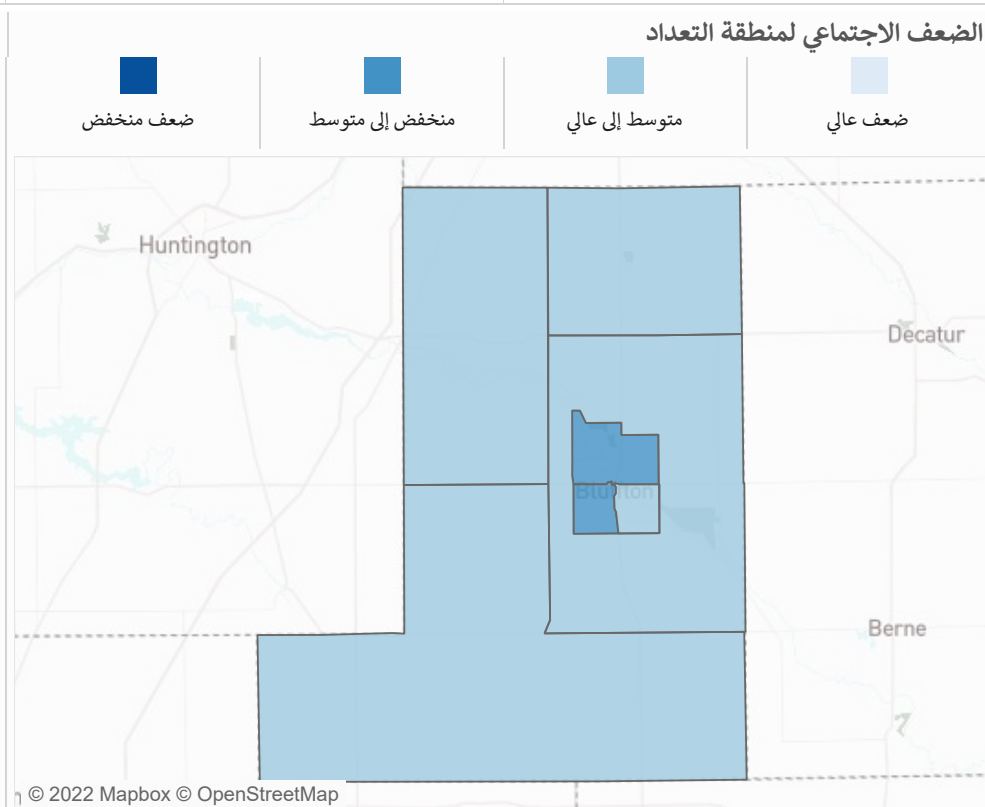 الضعف الاجتماعي لمنطقة التعداد
ضعف عالي
متوسط إلى عالي
منخفض إلى متوسط
ضعف منخفض
Huntington
Decatur
Bluffton
Berne
© 2022 Mapbox © OpenStreetMap